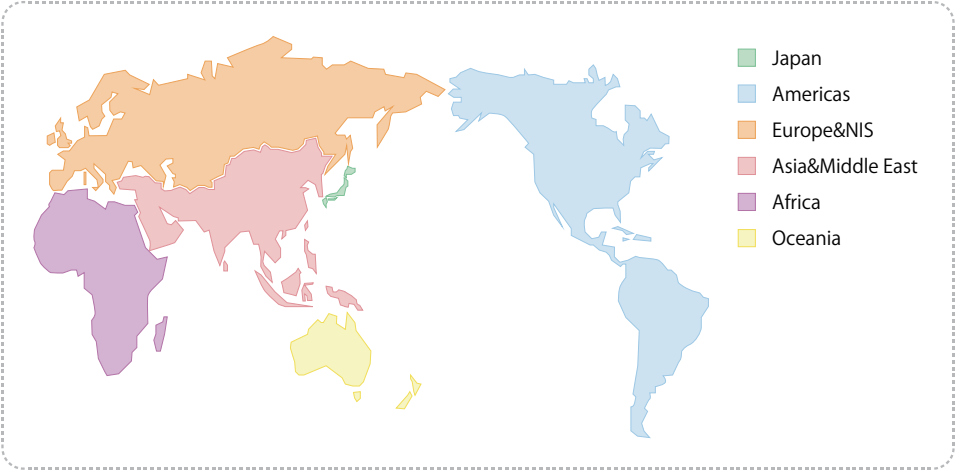 Japan
Americas
Europe&NIS
Asia&Middle East
Africa
Oceania